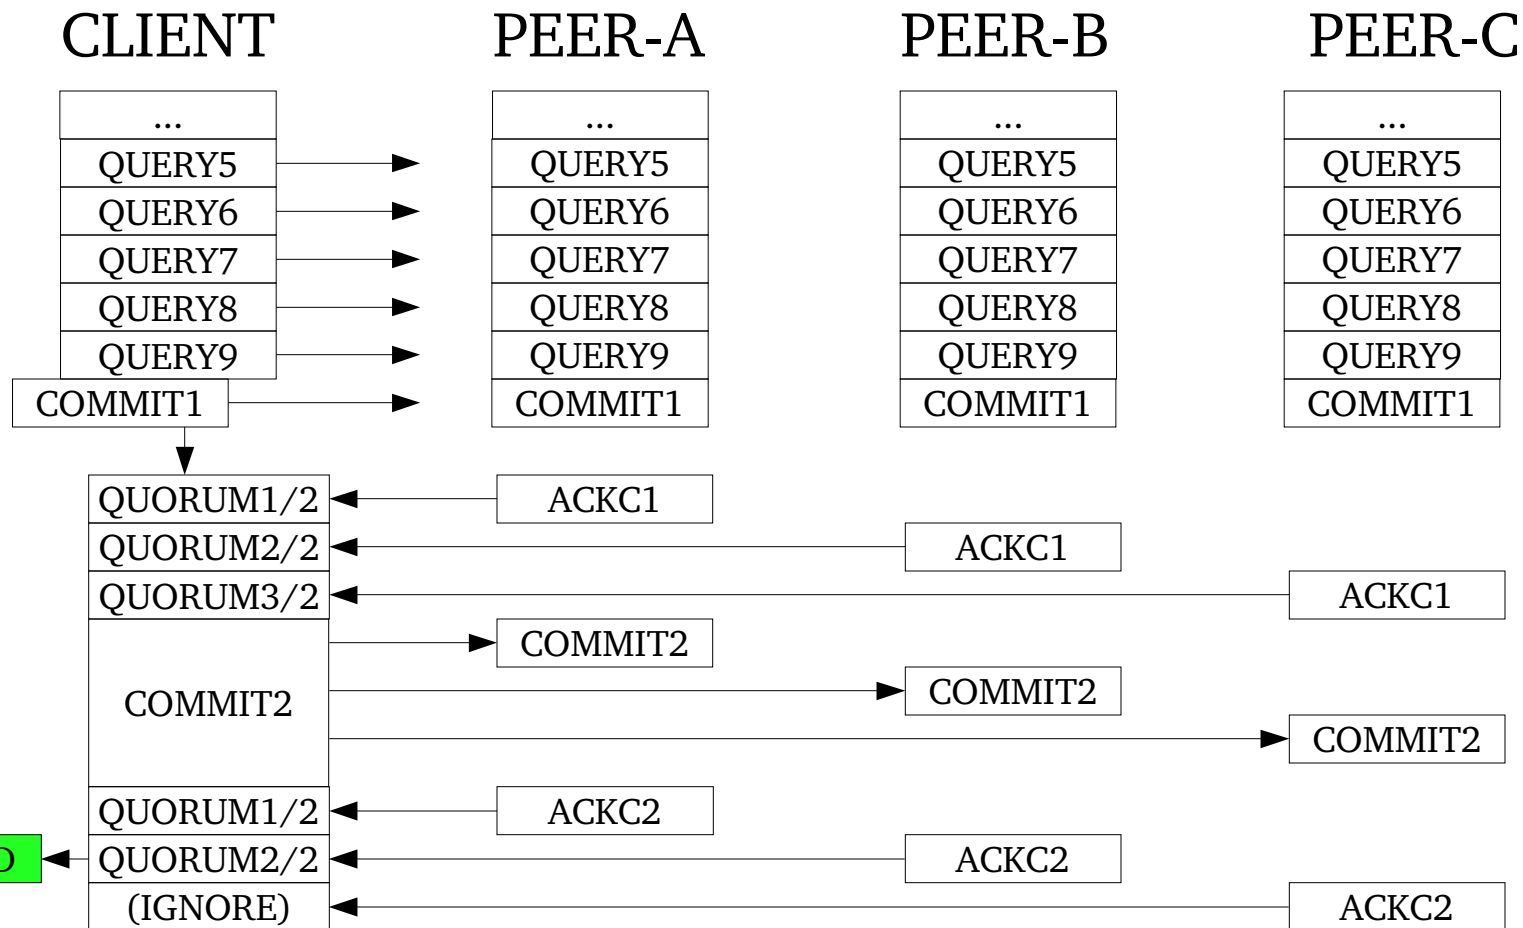 CLIENT PEER-A PEER-B PEER-C
... ... ... ...
QUERY5 QUERY5 QUERY5 QUERY5
QUERY6 QUERY6 QUERY6 QUERY6
QUERY7 QUERY7 QUERY7 QUERY7
QUERY8 QUERY8 QUERY8 QUERY8
QUERY9 QUERY9 QUERY9 QUERY9
COMMIT1 COMMIT1 COMMIT1 COMMIT1
QUORUM1/2 ACKC1
QUORUM2/2 ACKC1
QUORUM3/2 ACKC1
COMMIT2
COMMIT2 COMMIT2
COMMIT2
QUORUM1/2 ACKC2
QUORUM2/2 ACKC2
(IGNORE) ACKC2